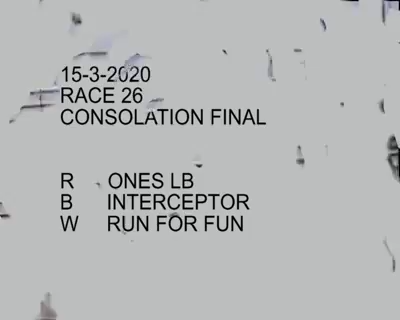 15-3-2020
RACE 26
CONSOLATION FINAL
R ONES LB
B INTERCEPTOR
W RUN FOR FUN